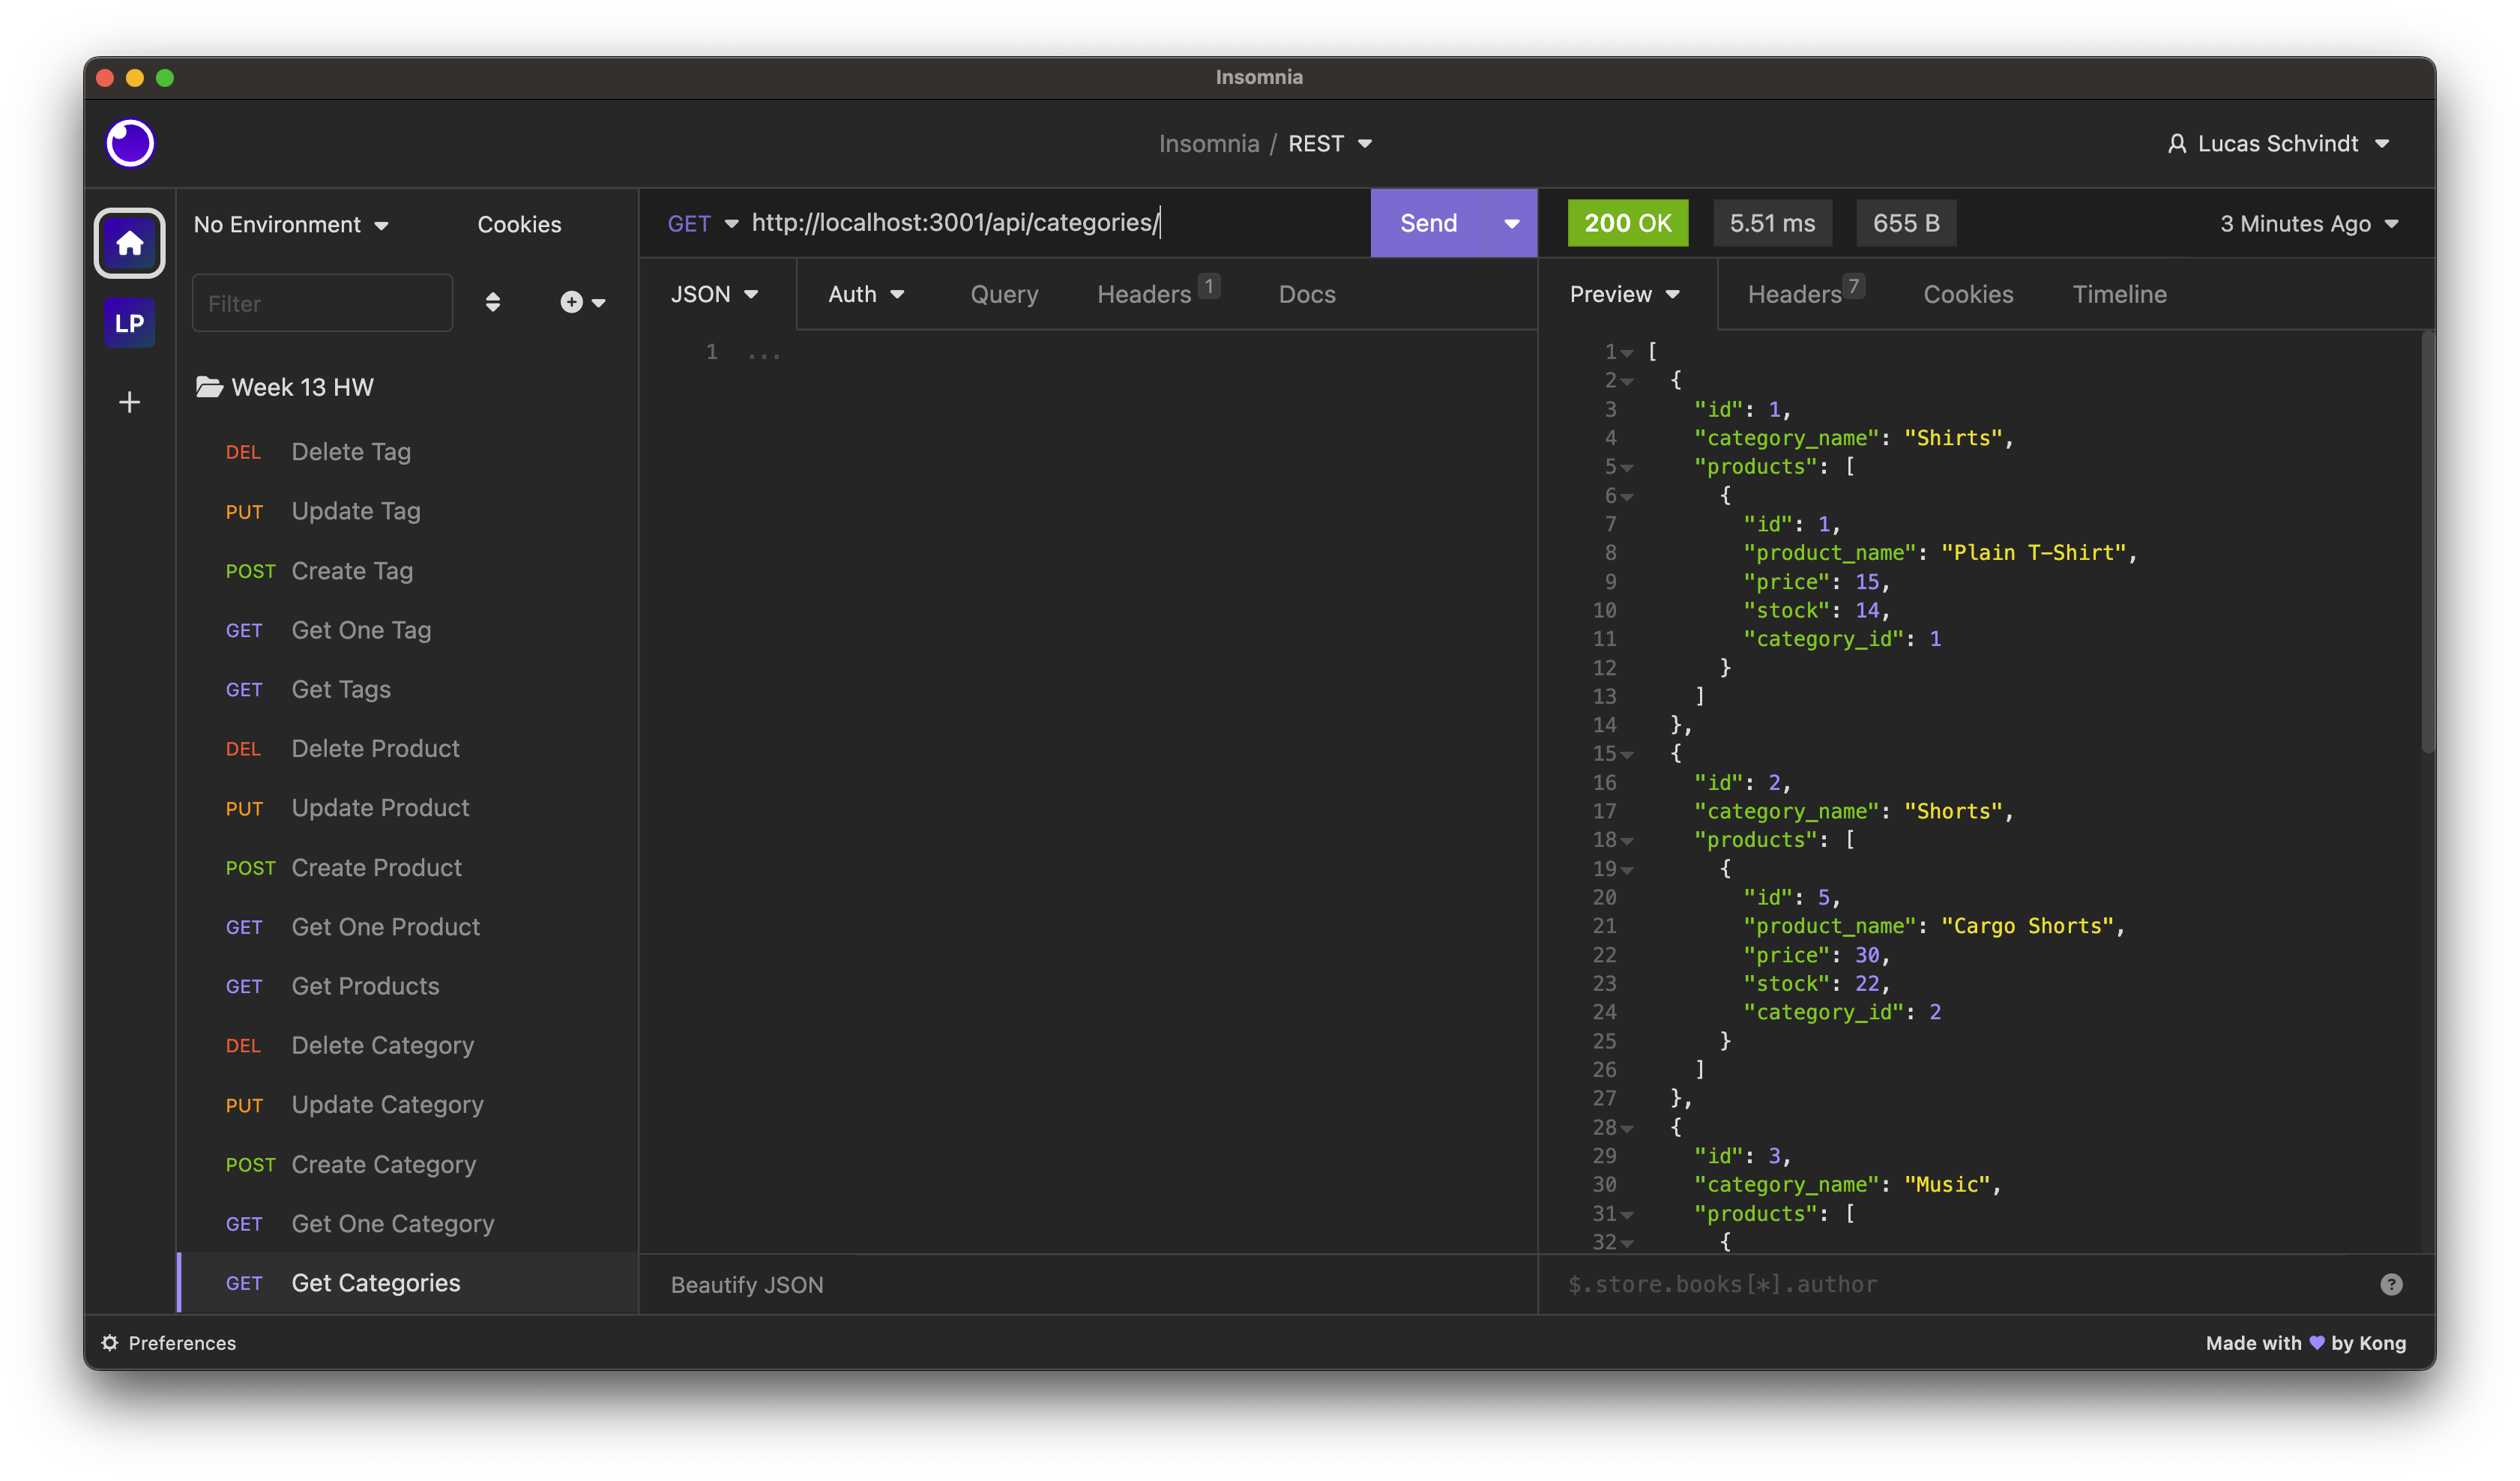 Insomnia
Insomnia / REST
Lucas Schvindt
LP
No Environment
Cookies
Filter
Week 13 HW
DEL Delete Tag
PUT Update Tag
POST Create Tag
GET Get One Tag
GET Get Tags
DEL Delete Product
PUT Update Product
POST Create Product
GET Get One Product
GET Get Products
DEL Delete Category
PUT Update Category
POST Create Category
GET Get One Category
GET Get Categories
GET http://localhost:3001/api/categories/
Send
JSON Auth Query Headers 1 Docs
1 ...
Beautify JSON
200 OK 5.51 ms 655 B 3 Minutes Ago
Preview Headers 7 Cookies Timeline
1 [
2 {
3 "id": 1,
4 "category_name": "Shirts",
5 "products": [
6 {
7 "id": 1,
8 "product_name": "Plain T-Shirt",
9 "price": 15,
10 "stock": 14,
11 "category_id": 1
12 }
13 ]
14 },
15 {
16 "id": 2,
17 "category_name": "Shorts",
18 "products": [
19 {
20 "id": 5,
21 "product_name": "Cargo Shorts",
22 "price": 30,
23 "stock": 22,
24 "category_id": 2
25 }
26 ]
27 },
28 {
29 "id": 3,
30 "category_name": "Music",
31 "products": [
32 {
$.store.books[*].author
?
Preferences
Made with 💜 by Kong